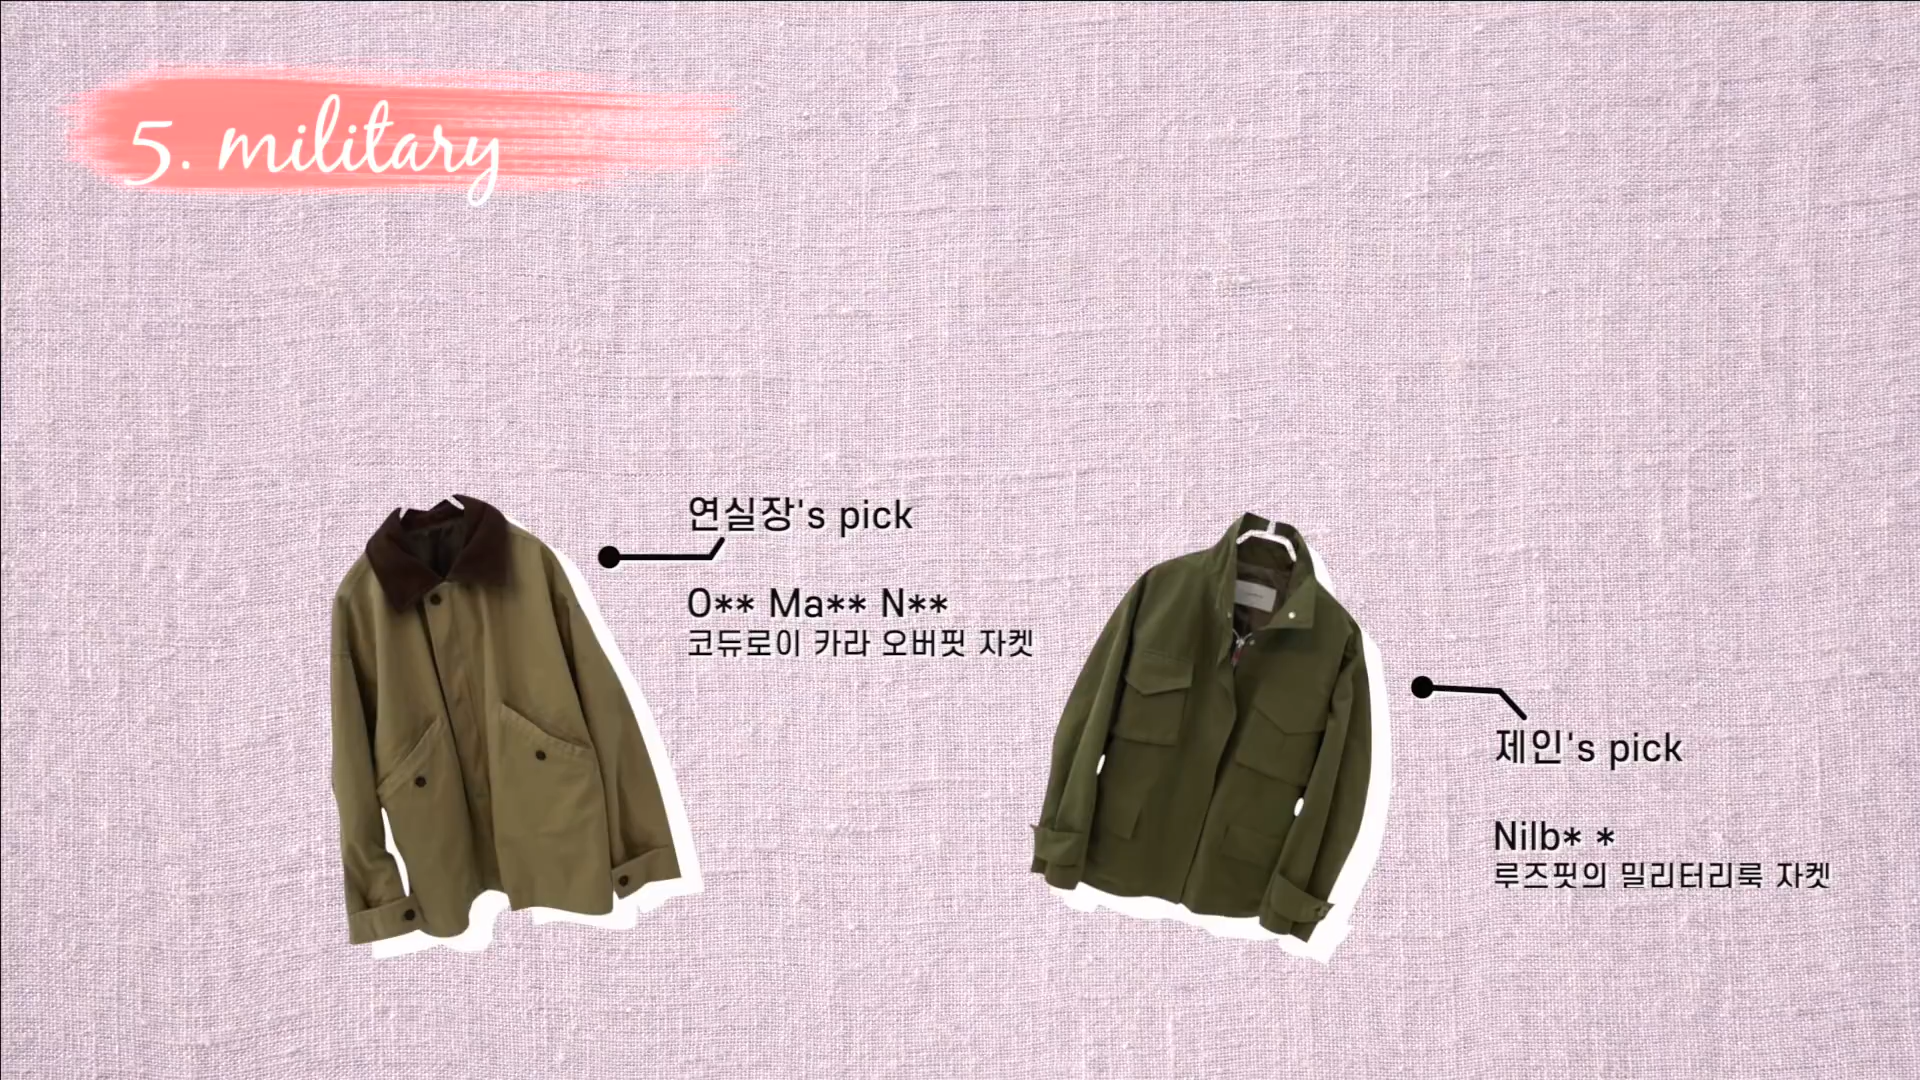 5. military
연실장's pick
O** Ma** N**
코듀로이 카라 오버핏 자켓
제인's pick
Nilb* *
루즈핏의 밀리터리룩 자켓